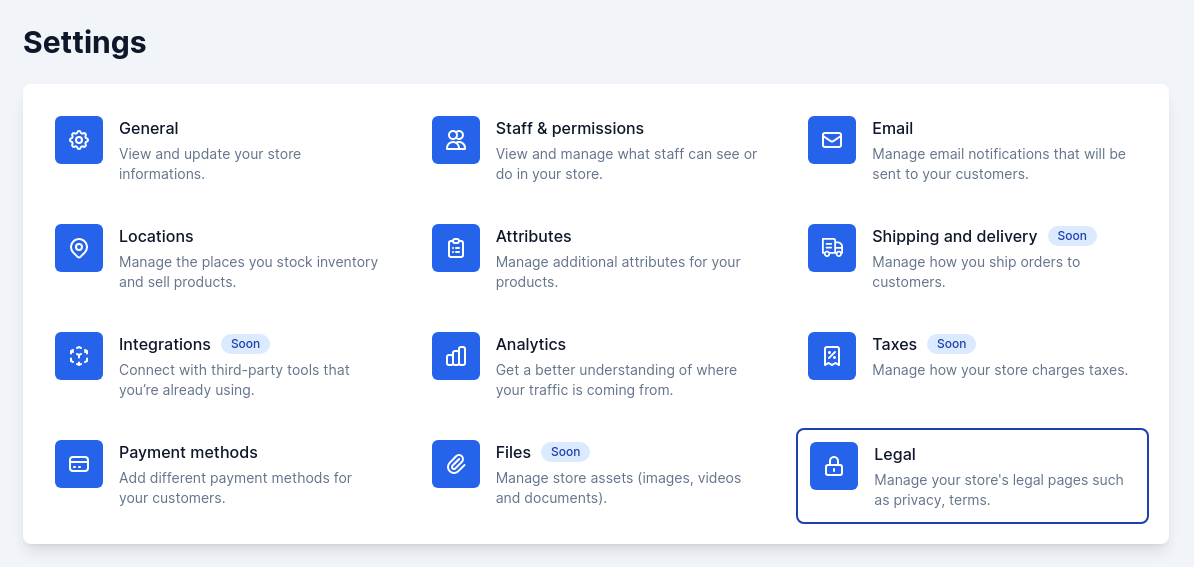 Settings
General
View and update your store
informations.
Staff & permissions
View and manage what staff can see or
do in your store.
Email
Manage email notifications that will be
sent to your customers.
Locations
Manage the places you stock inventory
and sell products.
Attributes
Manage additional attributes for your
products.
Shipping and delivery Soon
Manage how you ship orders to
customers.
Integrations Soon
Connect with third-party tools that
you’re already using.
Analytics
Get a better understanding of where
your traffic is coming from.
Taxes Soon
Manage how your store charges taxes.
Payment methods
Add different payment methods for
your customers.
Files Soon
Manage store assets (images, videos
and documents).
Legal
Manage your store's legal pages such
as privacy, terms.